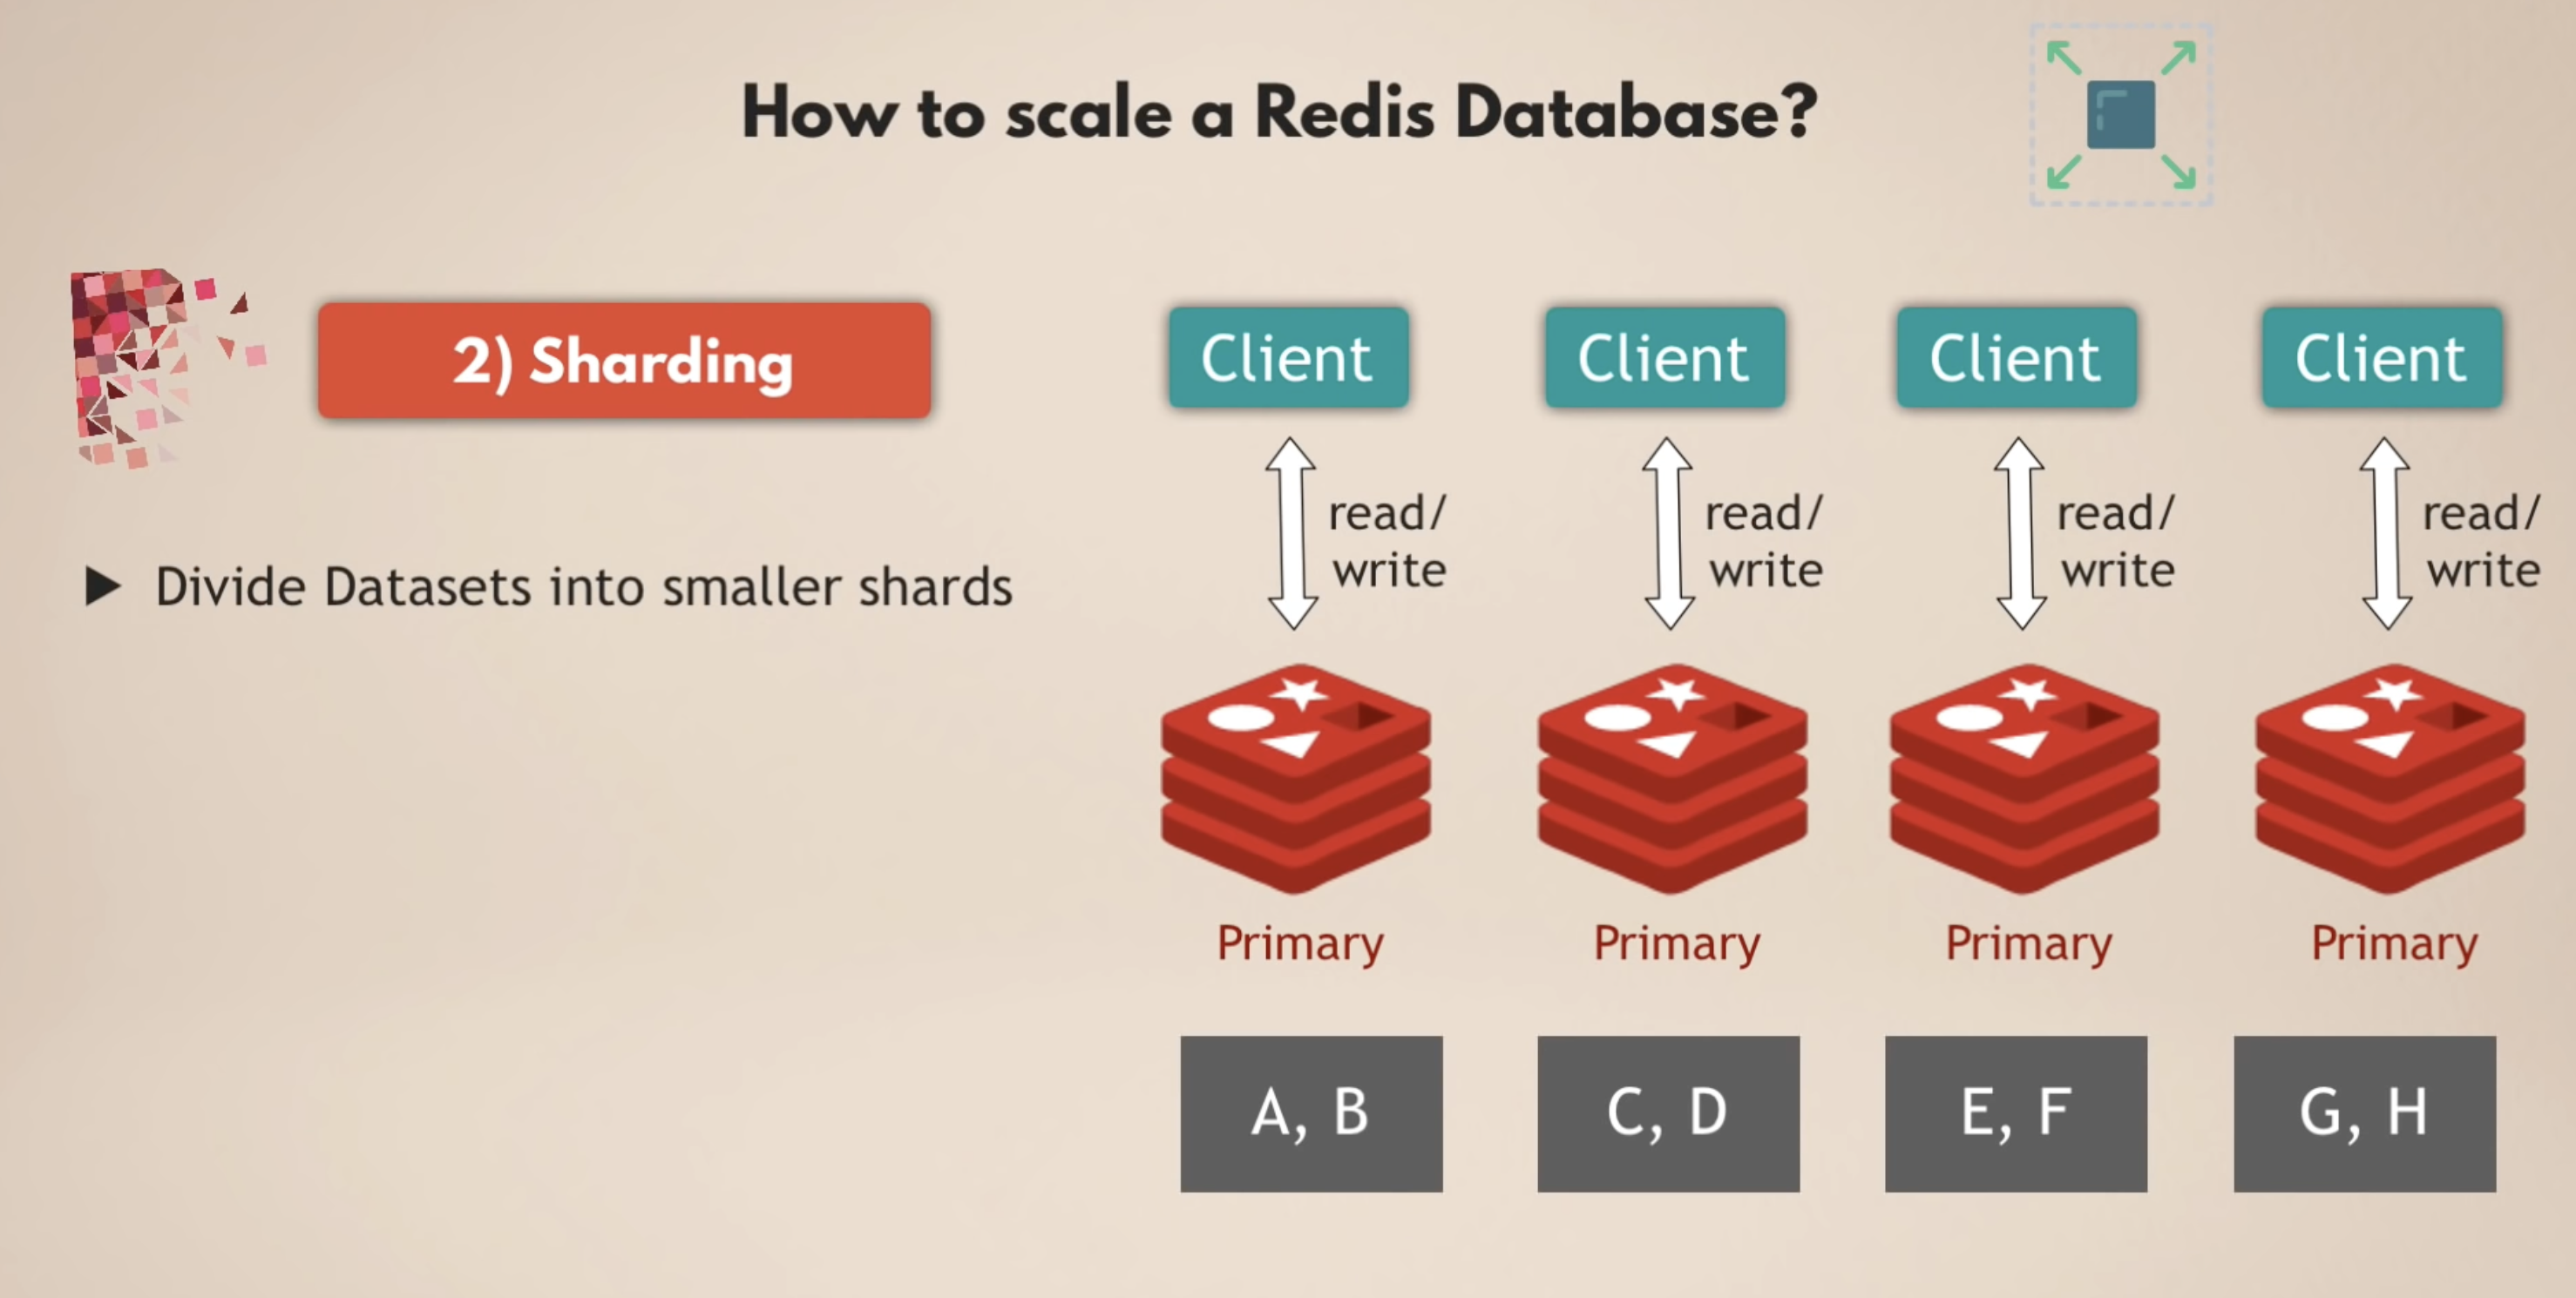 How to scale a Redis Database?
2) Sharding
▶ Divide Datasets into smaller shards
Client
Client
Client
Client
read/
write
read/
write
read/
write
read/
write
Primary
Primary
Primary
Primary
A, B
C, D
E, F
G, H